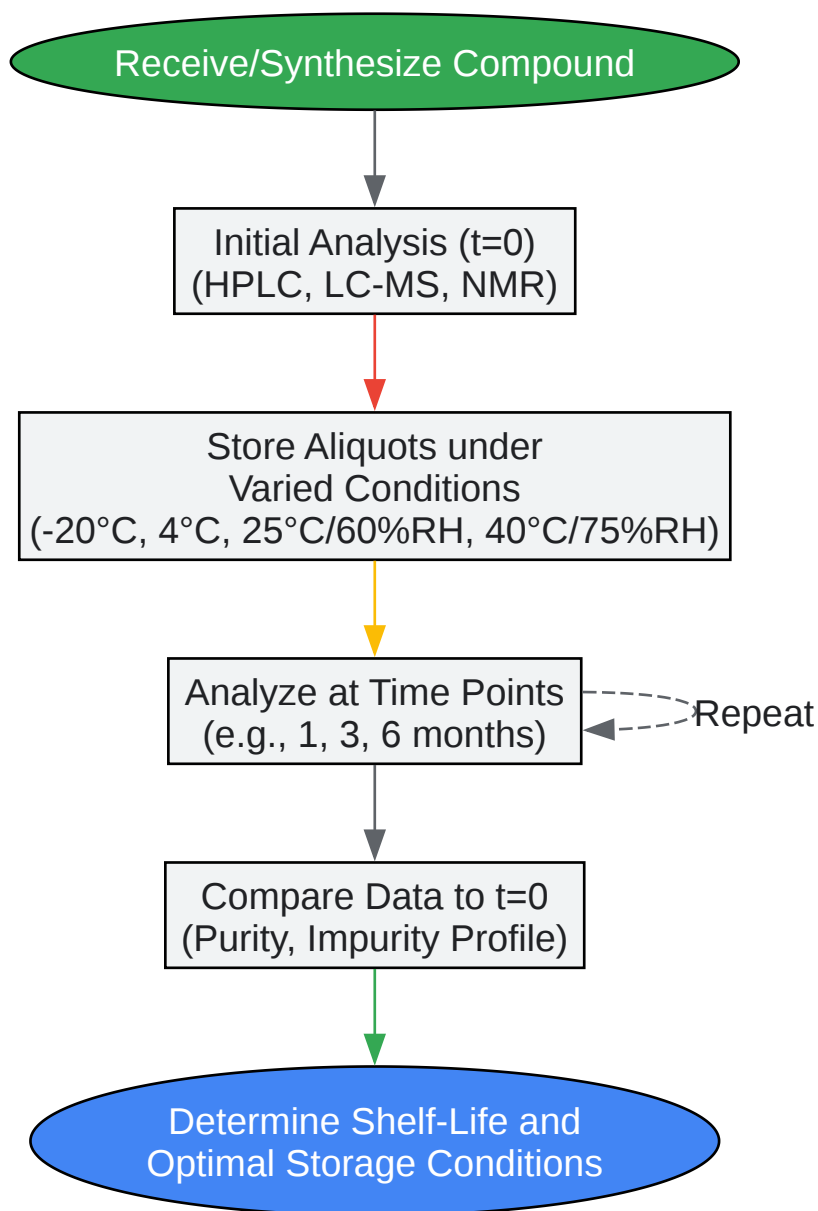 Receive/Synthesize Compound
Initial Analysis (t=0)
(HPLC, LC-MS, NMR)
Store Aliquots under
Varied Conditions
(-20°C, 4°C, 25°C/60%RH, 40°C/75%RH)
Analyze at Time Points
(e.g., 1, 3, 6 months)
Repeat
Compare Data to t=0
(Purity, Impurity Profile)
Determine Shelf-Life and
Optimal Storage Conditions